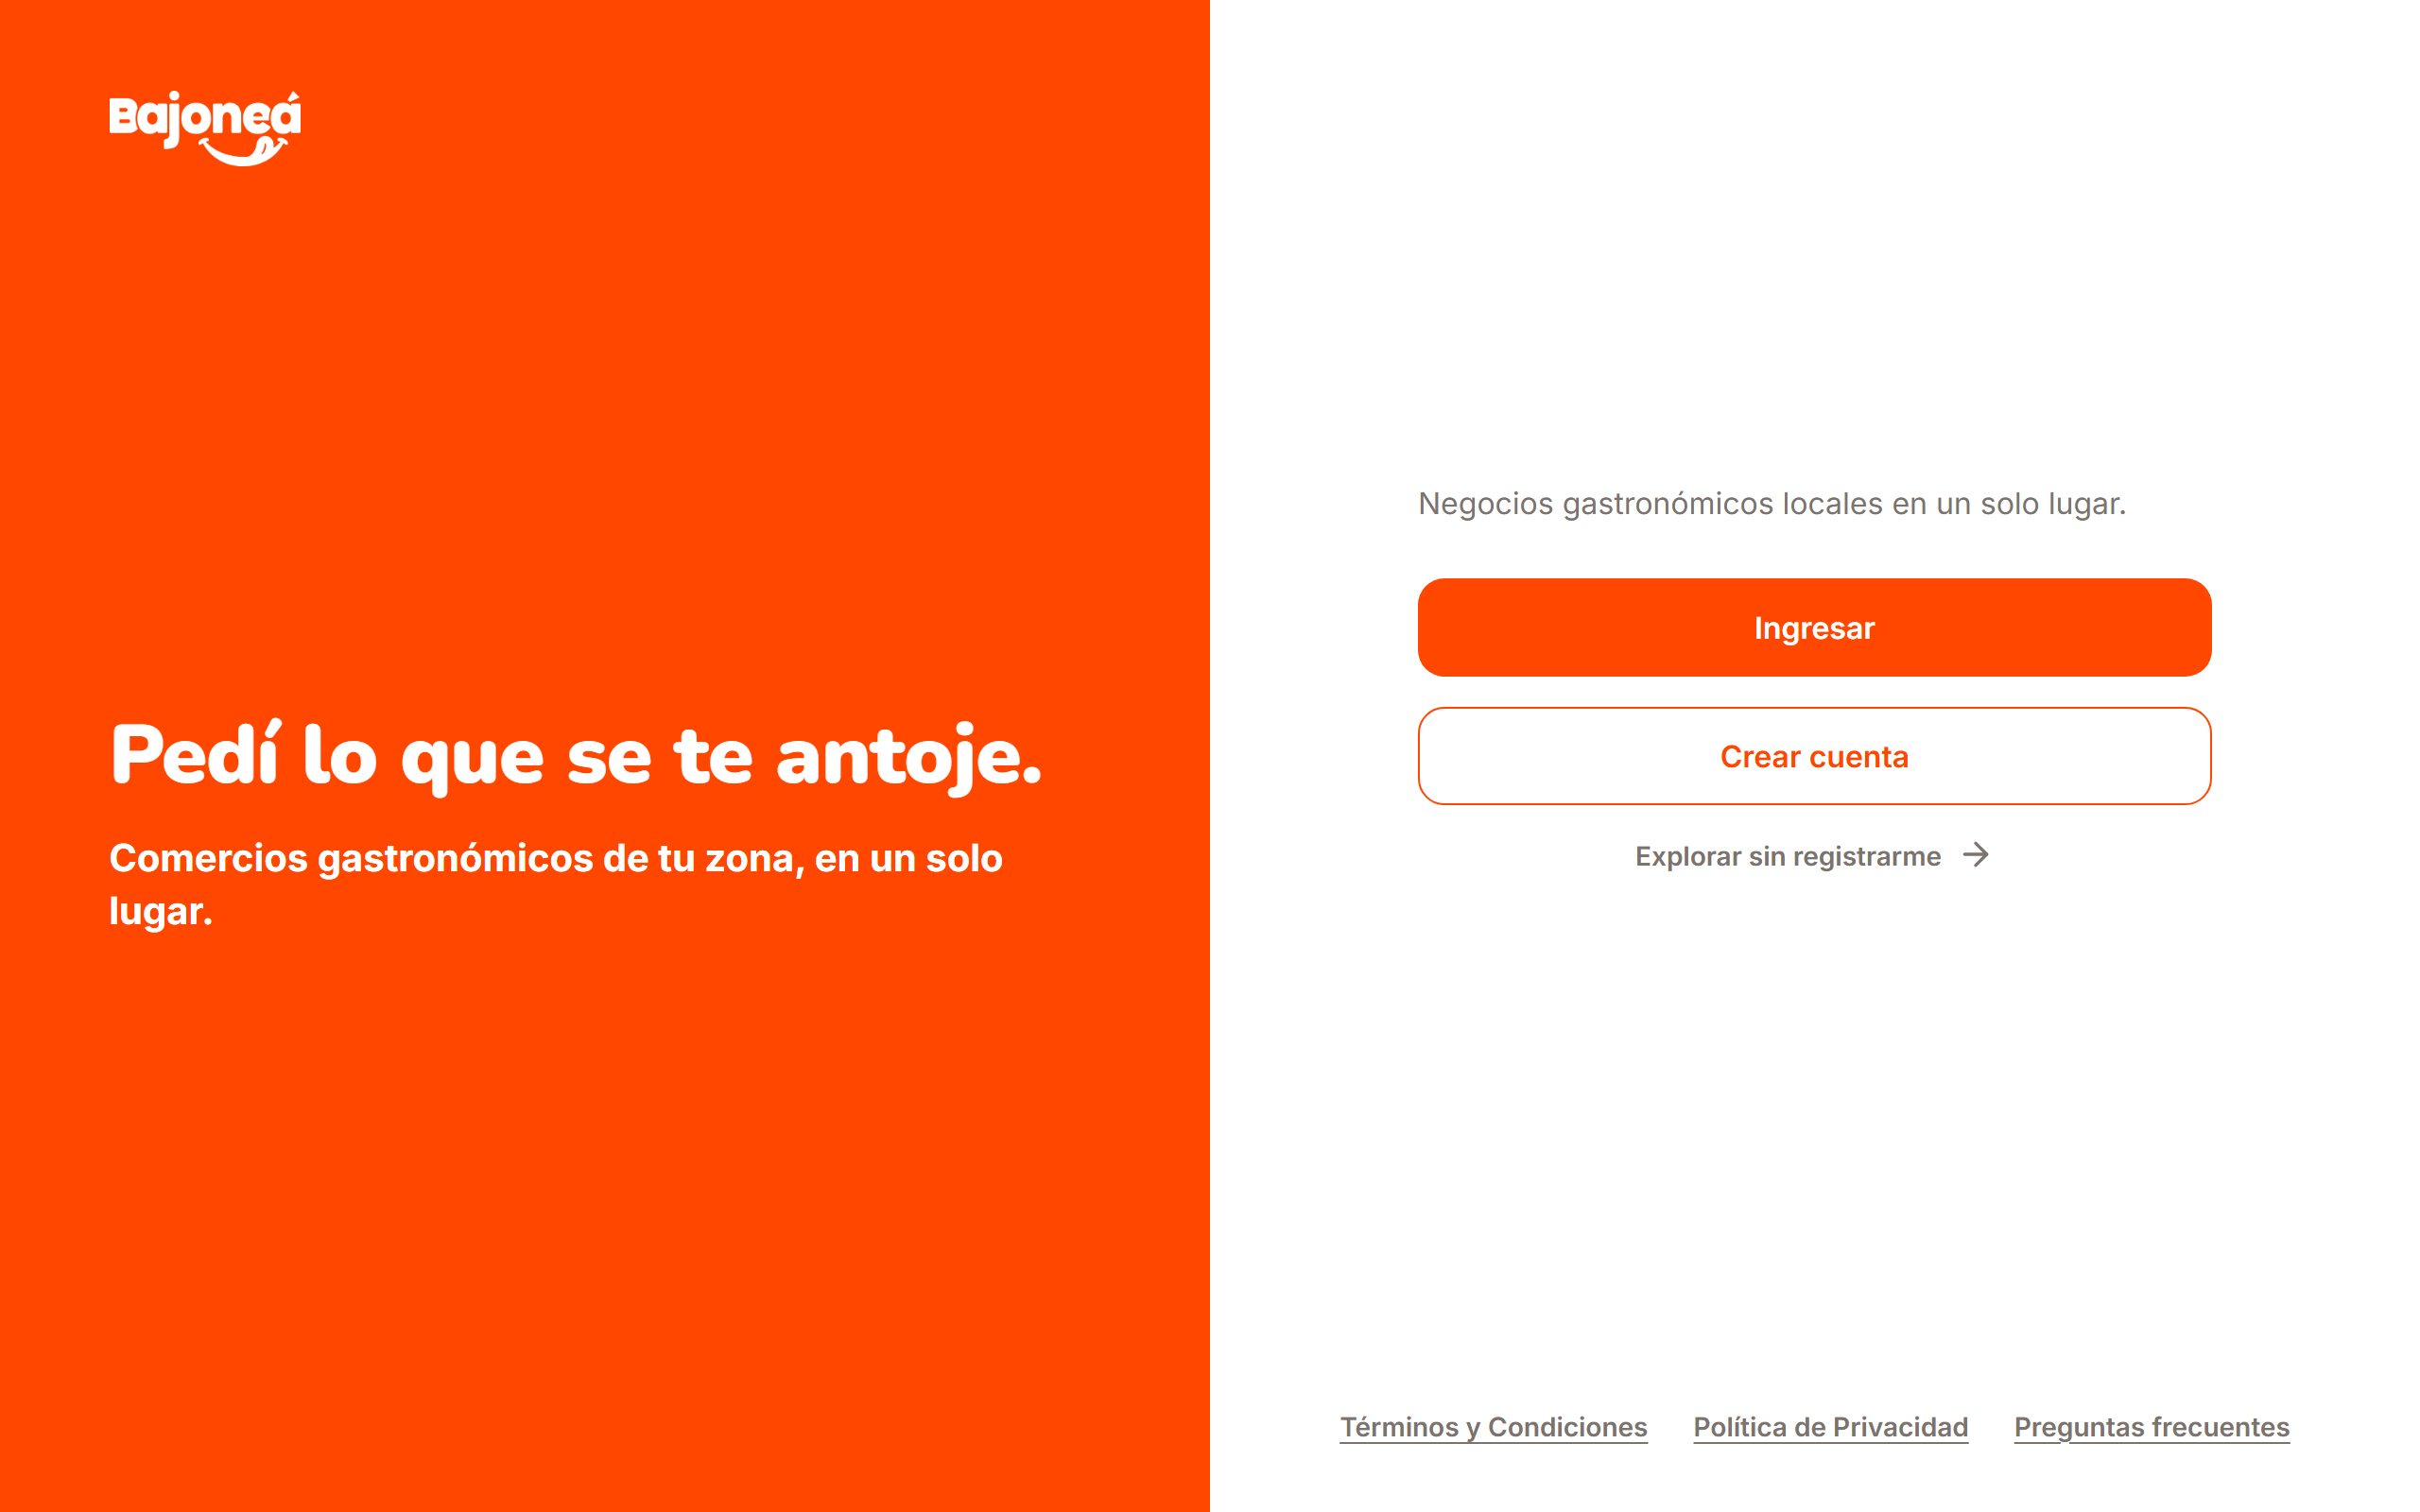 Bajoneá
Pedí lo que se te antoje.
Comercios gastronómicos de tu zona, en un solo
lugar.
Negocios gastronómicos locales en un solo lugar.
Ingresar
Crear cuenta
Explorar sin registrarme
Términos y Condiciones
Política de Privacidad
Preguntas frecuentes